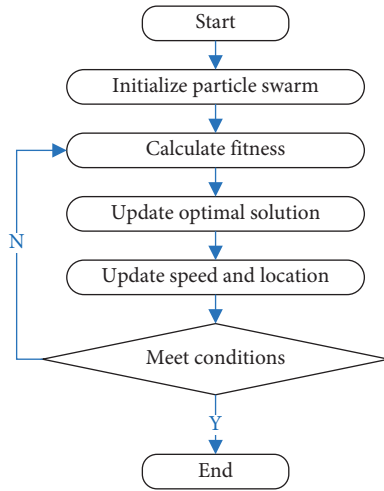 Start
Initialize particle swarm
Calculate fitness
Update optimal solution
N
Update speed and location
Meet conditions
Y
End